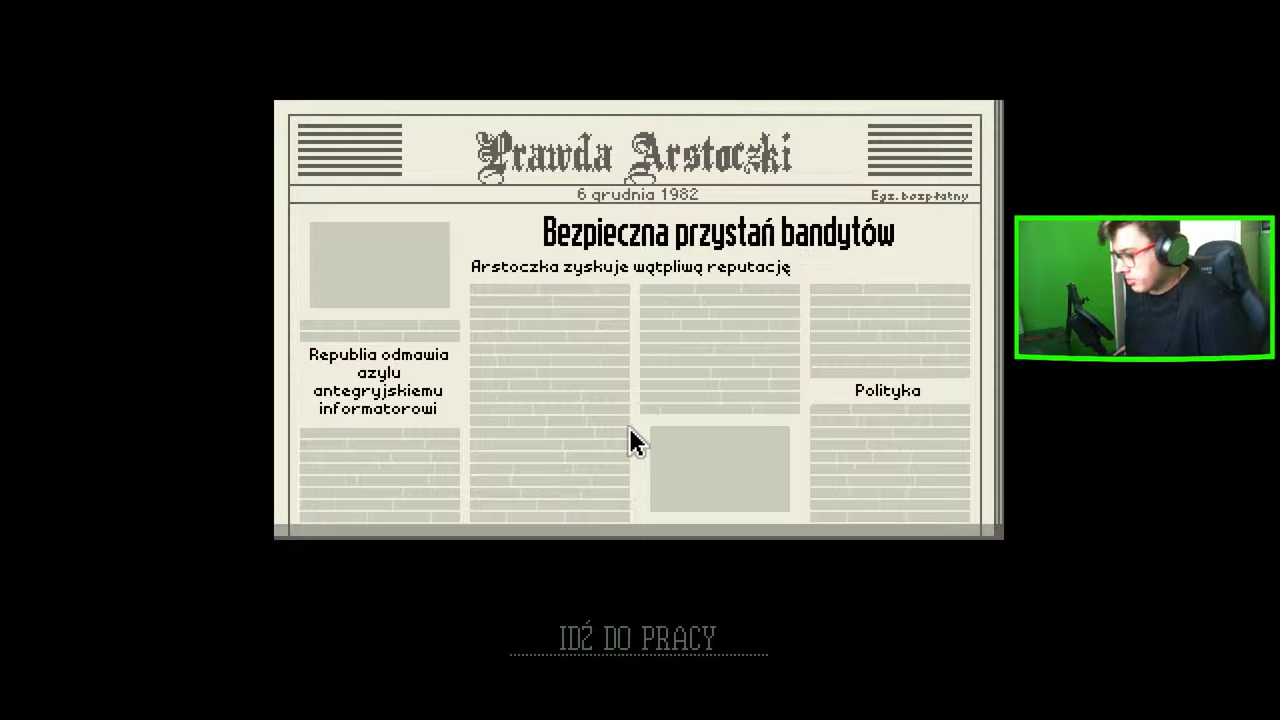 Prawda Arstoczki
6 grudnia 1982
Egz. bezpłatny
Bezpieczna przystań bandytów
Arstoczka zyskuje wątpliwą reputację
Republia odmawia
azylu
antegryjskiemu
informatorowi
Polityka
IDŹ DO PRACY